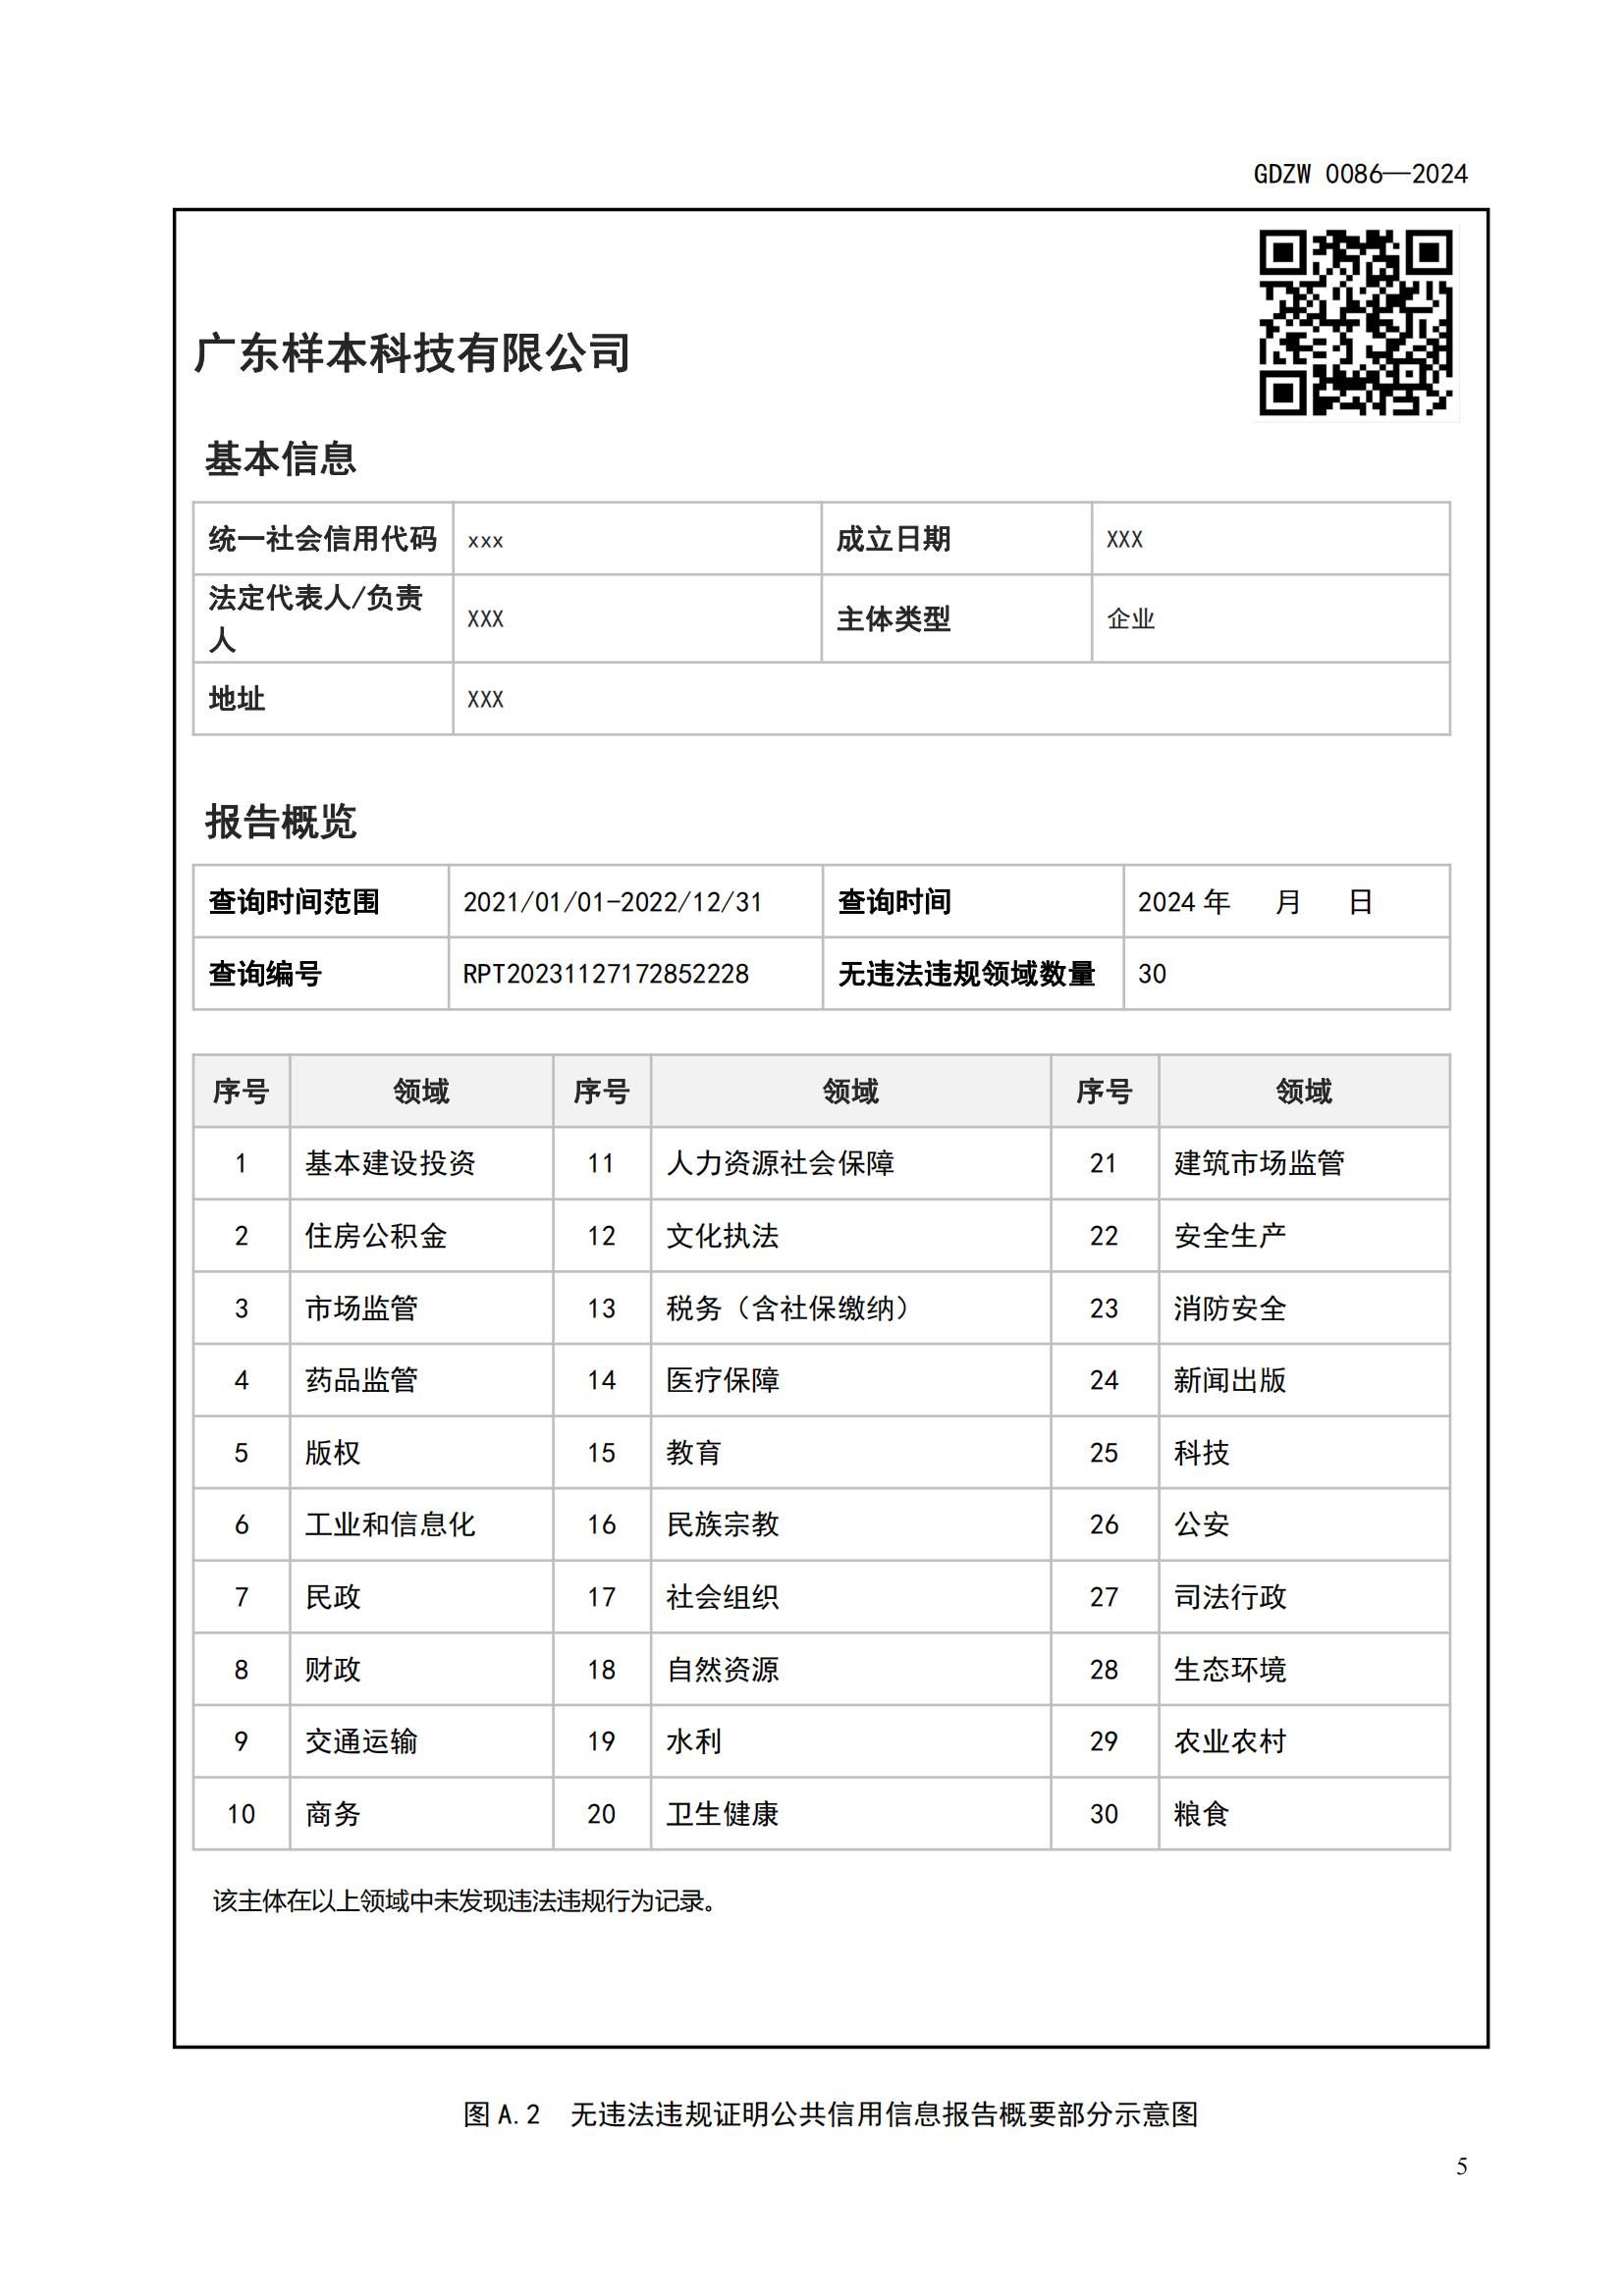 GDZW 0086—2024
广东样本科技有限公司
基本信息
统一社会信用代码 xxx 成立日期 XXX
法定代表人/负责
人 XXX 主体类型 企业
地址 XXX
报告概览
查询时间范围 2021/01/01-2022/12/31 查询时间 2024 年 月 日
查询编号 RPT20231127172852228 无违法违规领域数量 30
序号 领域 序号 领域 序号 领域
1 基本建设投资 11 人力资源社会保障 21 建筑市场监管
2 住房公积金 12 文化执法 22 安全生产
3 市场监管 13 税务（含社保缴纳） 23 消防安全
4 药品监管 14 医疗保障 24 新闻出版
5 版权 15 教育 25 科技
6 工业和信息化 16 民族宗教 26 公安
7 民政 17 社会组织 27 司法行政
8 财政 18 自然资源 28 生态环境
9 交通运输 19 水利 29 农业农村
10 商务 20 卫生健康 30 粮食
该主体在以上领域中未发现违法违规行为记录。
图 A.2 无违法违规证明公共信用信息报告概要部分示意图
5